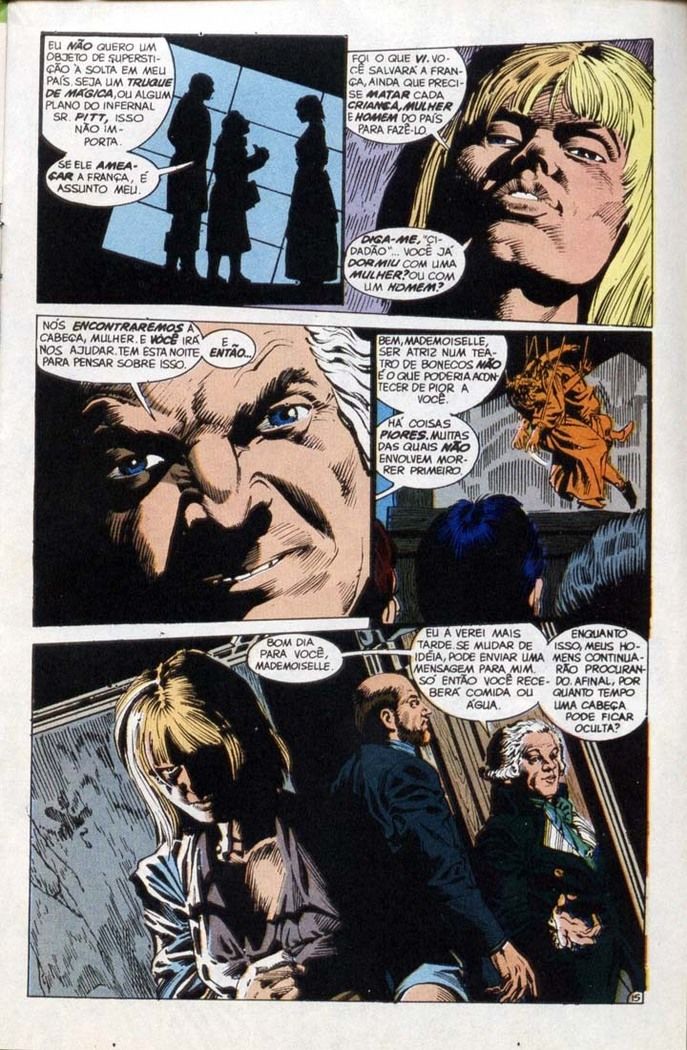 EU NÃO QUERO UM
OBJETO DE SUPERSTI-
ÇÃO À SOLTA EM MEU
PAÍS. SEJA UM TRUQUE
DE MÁGICA, OU ALGUM
PLANO DO INFERNAL
SR. PITT, ISSO
NÃO IM-
PORTA.
SE ELE AMEA-
ÇAR A FRANÇA, É
ASSUNTO MEU.
FOI O QUE VI. VO-
CÊ SALVARÁ A FRAN-
ÇA, AINDA QUE PRECI-
SE MATAR CADA
CRIANÇA, MULHER
E HOMEM DO PAÍS
PARA FAZÊ-LO.
DIGA-ME, "CI-
DADÃO"... VOCÊ JÁ
DORMIU COM UMA
MULHER? OU COM
UM HOMEM?
NÓS ENCONTRAREMOS A
CABEÇA, MULHER. E VOCÊ IRÁ
NOS AJUDAR. TEM ESTA NOITE
PARA PENSAR SOBRE ISSO.
E
ENTÃO...
BEM, MADEMOISELLE,
SER ATRIZ NUM TEA-
TRO DE BONECOS NÃO
É O QUE PODERIA ACON-
TECER DE PIOR A
VOCÊ.
HÁ COISAS
PIORES. MUITAS
DAS QUAIS NÃO
ENVOLVEM MOR-
RER PRIMEIRO.
BOM DIA
PARA VOCÊ,
MADEMOISELLE.
EU A VEREI MAIS
TARDE. SE MUDAR DE
IDÉIA, PODE ENVIAR UMA
MENSAGEM PARA MIM.
SÓ ENTÃO VOCÊ RECE-
BERÁ COMIDA OU
ÁGUA.
ENQUANTO
ISSO, MEUS HO-
MENS CONTINUA-
RÃO PROCURAN-
DO. AFINAL, POR
QUANTO TEMPO
UMA CABEÇA
PODE FICAR
OCULTA?
15